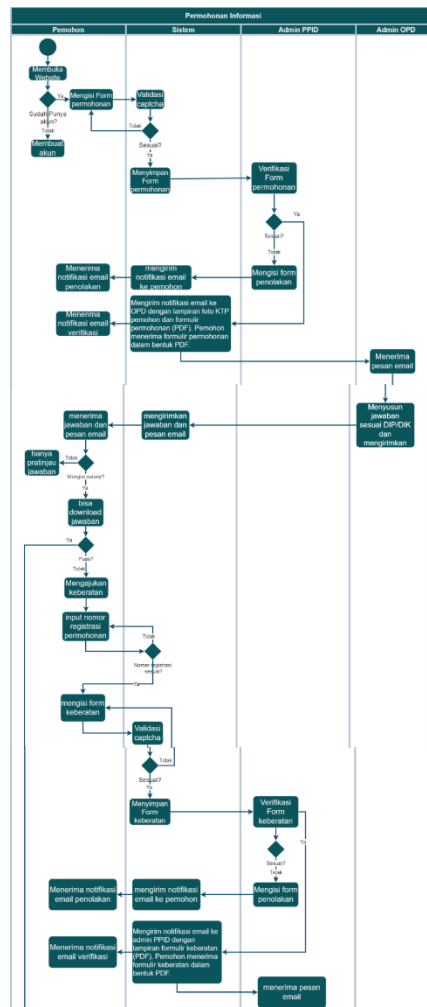 Permohonan Informasi
Pemohon
Sistem
Admin PPID
Admin OPD
Membuka
Website
Sudah Punya
akun?
Ya
Tidak
Membuat
akun
Mengisi Form
permohonan
Validasi
captcha
Tidak
Sesuai?
Ya
Menyimpan
Form
permohonan
Verifikasi
Form
permohonan
Ya
Sesuai?
Tidak
Mengisi form
penolakan
mengirim
notifikasi email
ke pemohon
Menerima
notifikasi email
penolakan
Mengirim notifikasi email ke
OPD dengan lampiran foto KTP
pemohon dan formulir
permohonan (PDF). Pemohon
menerima formulir permohonan
dalam bentuk PDF.
Menerima
notifikasi email
verifikasi
Menerima
pesan email
Menyusun
jawaban
sesuai DIP/DIK
dan
mengirimkan
mengirimkan
jawaban dan
pesan email
menerima
jawaban dan
pesan email
Tidak
hanya
pratinjau
jawaban
Mengisi survey?
Ya
bisa
download
jawaban
Ya
Puas?
Tidak
Mengajukan
keberatan
input nomor
registrasi
permohonan
Tidak
Nomer registrasi
sesuai?
Ya
mengisi form
keberatan
Validasi
captcha
Tidak
Sesuai?
Ya
Menyimpan
Form
keberatan
Verifikasi
Form
keberatan
Ya
Sesuai?
Tidak
Mengisi form
penolakan
mengirim notifikasi
email ke pemohon
Menerima notifikasi
email penolakan
Mengirim notifikasi email ke
admin PPID dengan
lampiran formulir keberatan
(PDF). Pemohon menerima
formulir keberatan dalam
bentuk PDF.
Menerima notifikasi
email verifikasi
menerima pesan
email